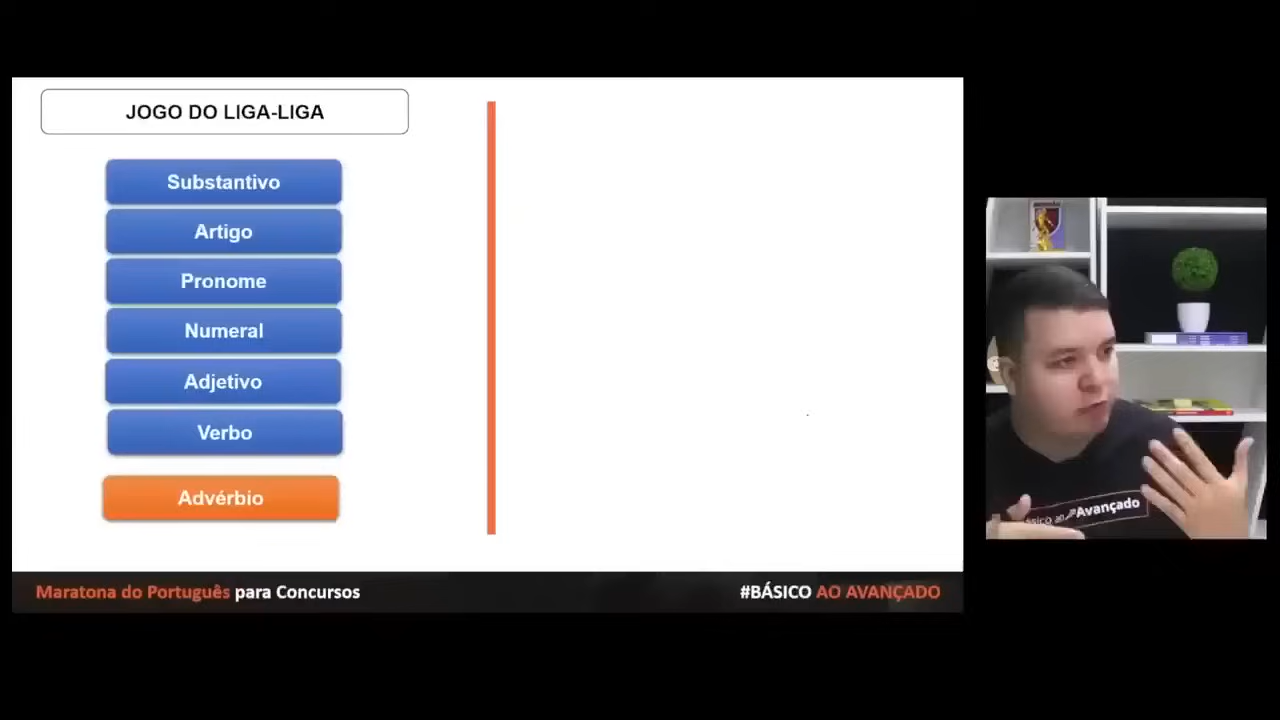 JOGO DO LIGA-LIGA
Substantivo
Artigo
Pronome
Numeral
Adjetivo
Verbo
Advérbio
Maratona do Português para Concursos
#BÁSICO AO AVANÇADO
ao Avançado